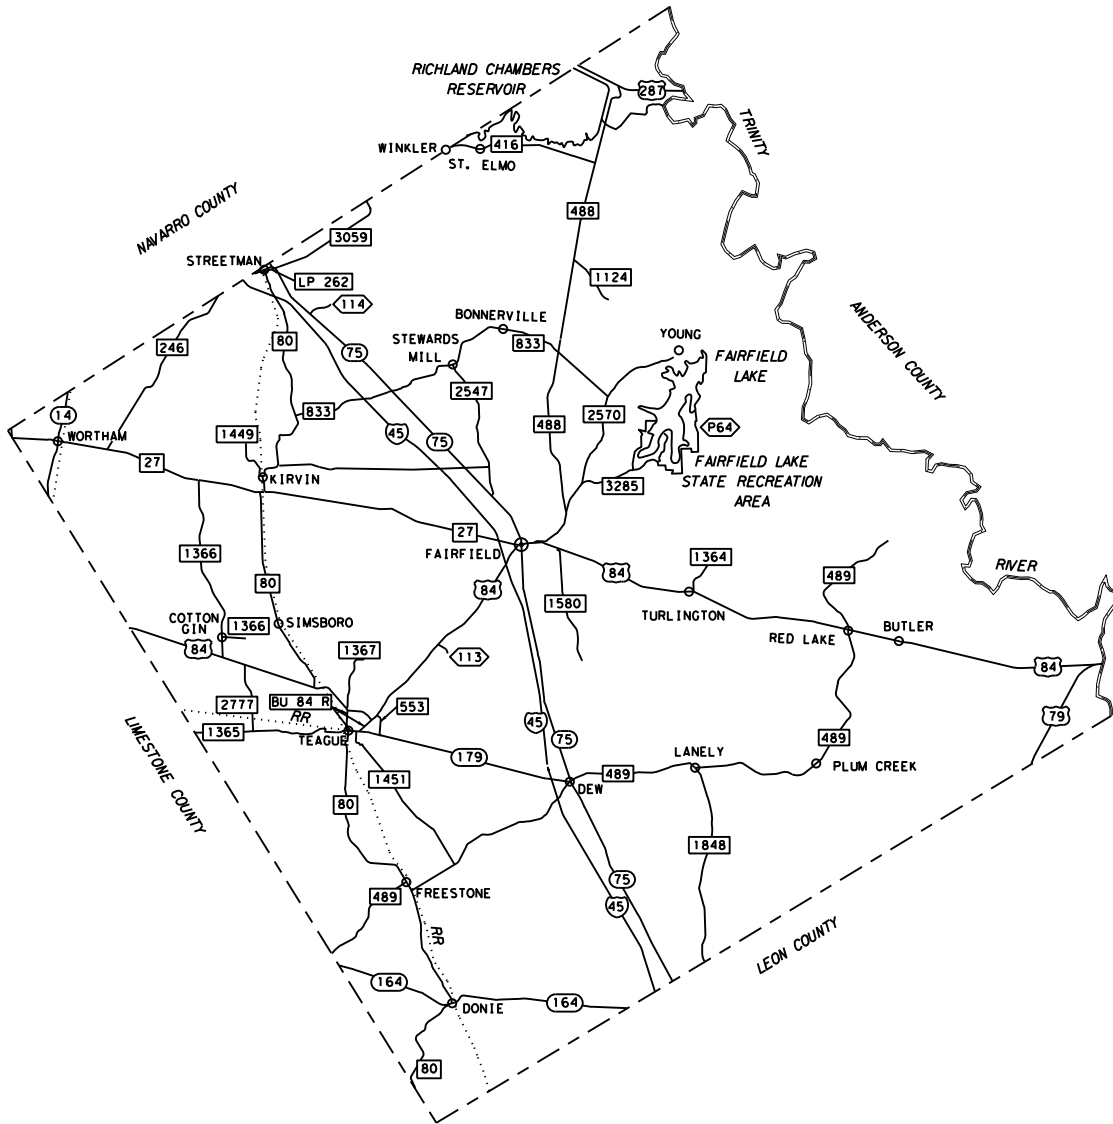 RICHLAND CHAMBERS
RESERVOIR
287
TRINITY
WINKLER
416
ST. ELMO
NAVARRO COUNTY
488
3059
STREETMAN
LP 262
1124
114
ANDERSON COUNTY
BONNERVILLE
YOUNG
80
STEWARDS
MILL
833
246
75
FAIRFIELD
LAKE
2547
14
833
488
2570
P64
WORTHAM
1449
45
75
27
FAIRFIELD LAKE
STATE RECREATION
AREA
KIRVIN
3285
27
FAIRFIELD
1366
1364
RIVER
80
84
84
489
1580
COTTON
GIN
1366
SIMSBORO
TURLINGTON
RED LAKE
BUTLER
84
1367
113
84
2777
BU 84 R
553
RR
79
LIMESTONE COUNTY
1365
TEAGUE
45
75
489
179
LANELY
PLUM CREEK
1451
489
DEW
80
1848
75
489
FREESTONE
45
RR
LEON COUNTY
164
DONIE
164
80